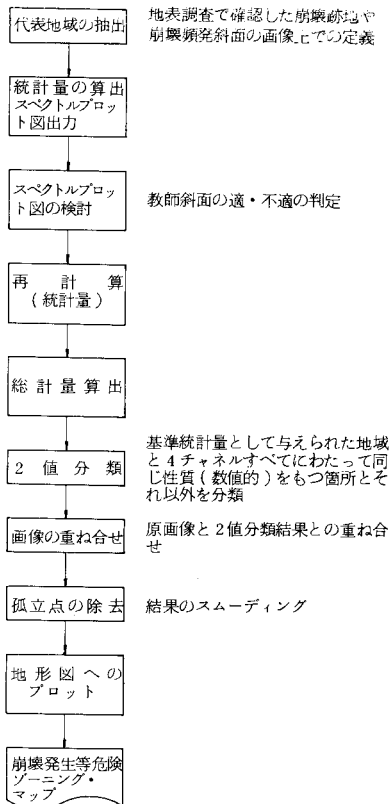 代表地域の抽出
地表調査で確認した崩壊跡地や
崩壊頻発斜面の画像上での定義
統計量の算出
スペクトルプロッ
ト図出力
スペクトルプロッ
ト図の検討
教師斜面の適・不適の判定
再計算
(統計量)
総計量算出
2値分類
基準統計量として与えられた地域
と4チャネルすべてにわたって同
じ性質(数値的)をもつ箇所とそ
れ以外を分類
画像の重ね合せ
原画像と2値分類結果との重ね合
せ
孤立点の除去
結果のスムーディング
地形図への
プロット
崩壊発生等危険
ゾーニング・
マップ